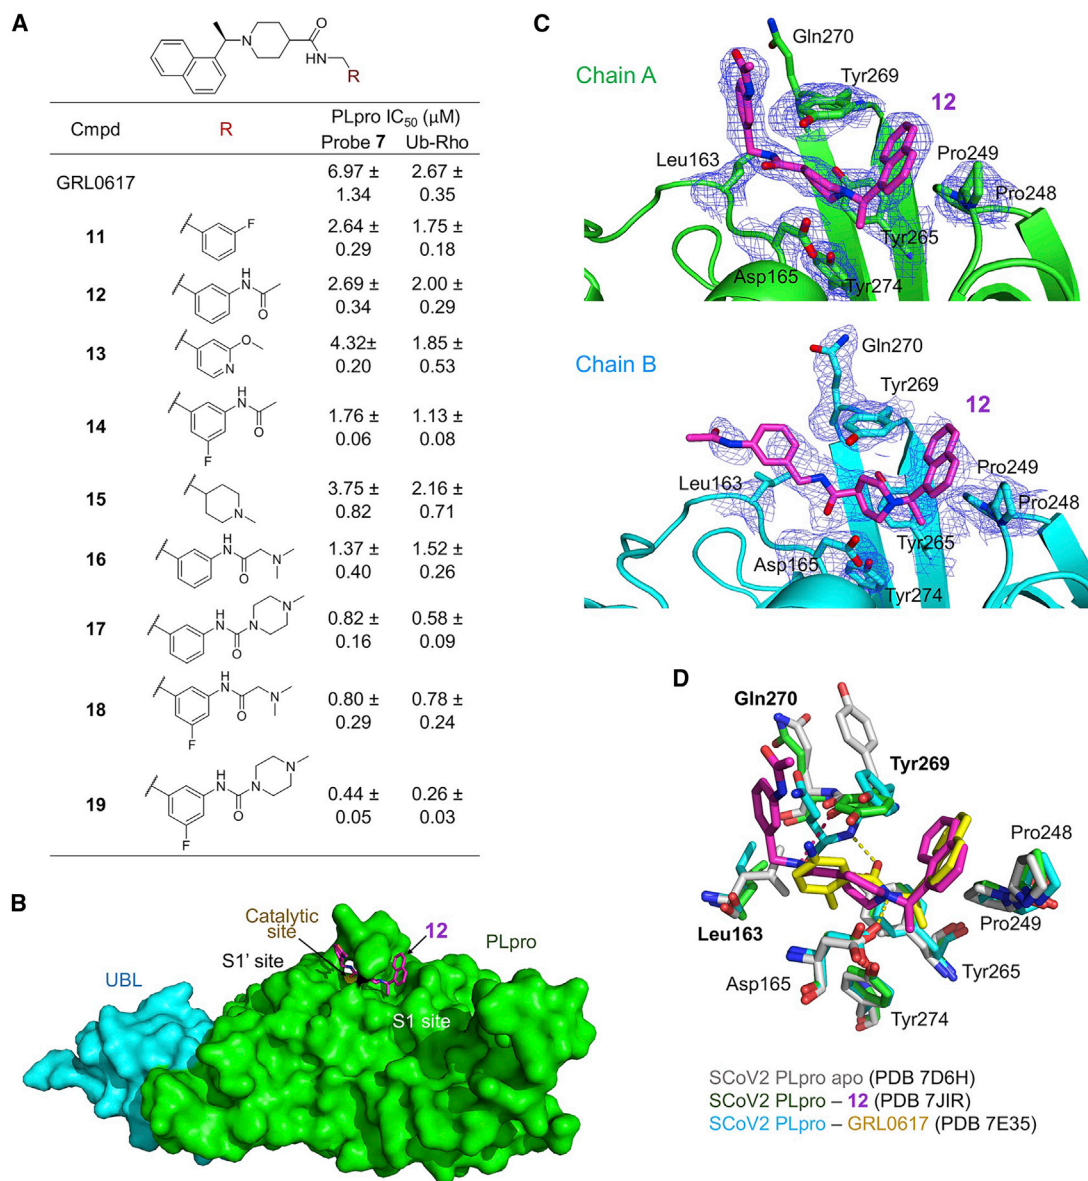 A
O
N
HN
R
Cmpd R PLpro IC50 (μM)
Probe 7 Ub-Rho
GRL0617 6.97 ± 2.67 ±
1.34 0.35
11 F 2.64 ± 1.75 ±
0.29 0.18
12 H N O 2.69 ± 2.00 ±
0.34 0.29
13 O N 4.32± 1.85 ±
0.20 0.53
14 H N O F 1.76 ± 1.13 ±
0.06 0.08
15 N 3.75 ± 2.16 ±
0.82 0.71
16 H N O N 1.37 ± 1.52 ±
0.40 0.26
17 H N O N N 0.82 ± 0.58 ±
0.16 0.09
18 H N O N F 0.80 ± 0.78 ±
0.29 0.24
19 H N O N N F 0.44 ± 0.26 ±
0.05 0.03
B
Catalytic
site
12
PLpro
S1' site
UBL
S1 site
C
Chain A
Gln270
Tyr269
12
Leu163
Pro249
Pro248
Tyr265
Asp165
Tyr274
Chain B
Gln270
Tyr269
12
Pro249
Leu163
Pro248
Tyr265
Asp165
Tyr274
D
Gln270
Tyr269
Pro248
Leu163
Pro249
Asp165
Tyr265
Tyr274
SCoV2 PLpro apo (PDB 7D6H)
SCoV2 PLpro – 12 (PDB 7JIR)
SCoV2 PLpro – GRL0617 (PDB 7E35)